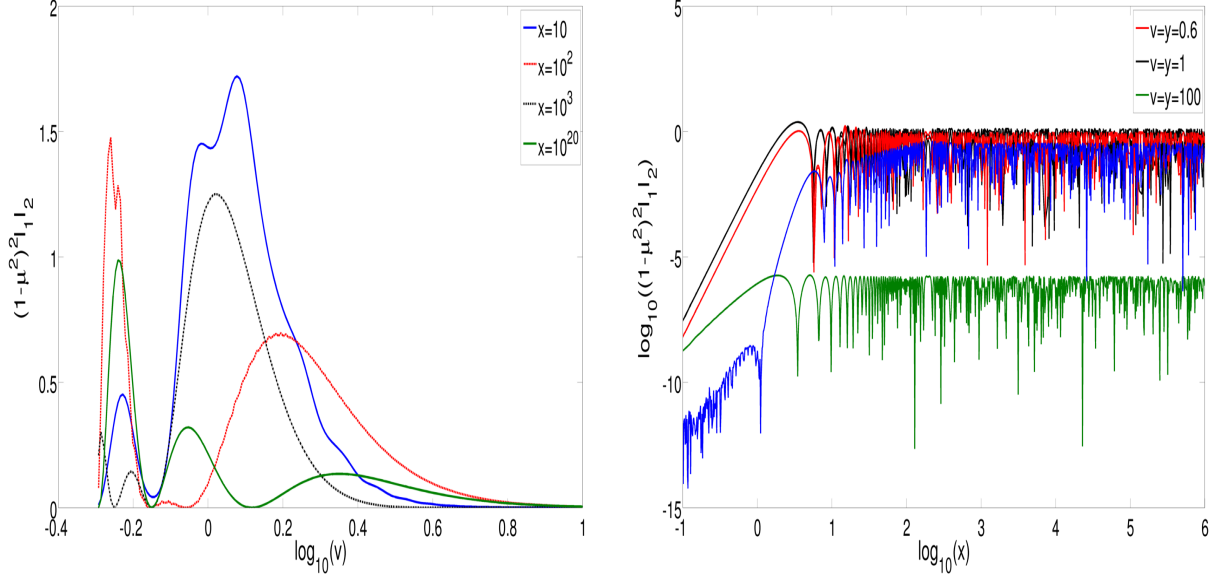 2
1.5
1
0.5
0
-0.4
-0.2
0
0.2
0.4
0.6
0.8
1
log10(v)
(1-μ²)²I1I2
x=10
x=10²
x=10³
x=10²⁰
5
0
-5
-10
-15
-1
0
1
2
3
4
5
6
log10(x)
log10((1-μ²)²I1I2)
v=y=0.6
v=y=1
v=y=100